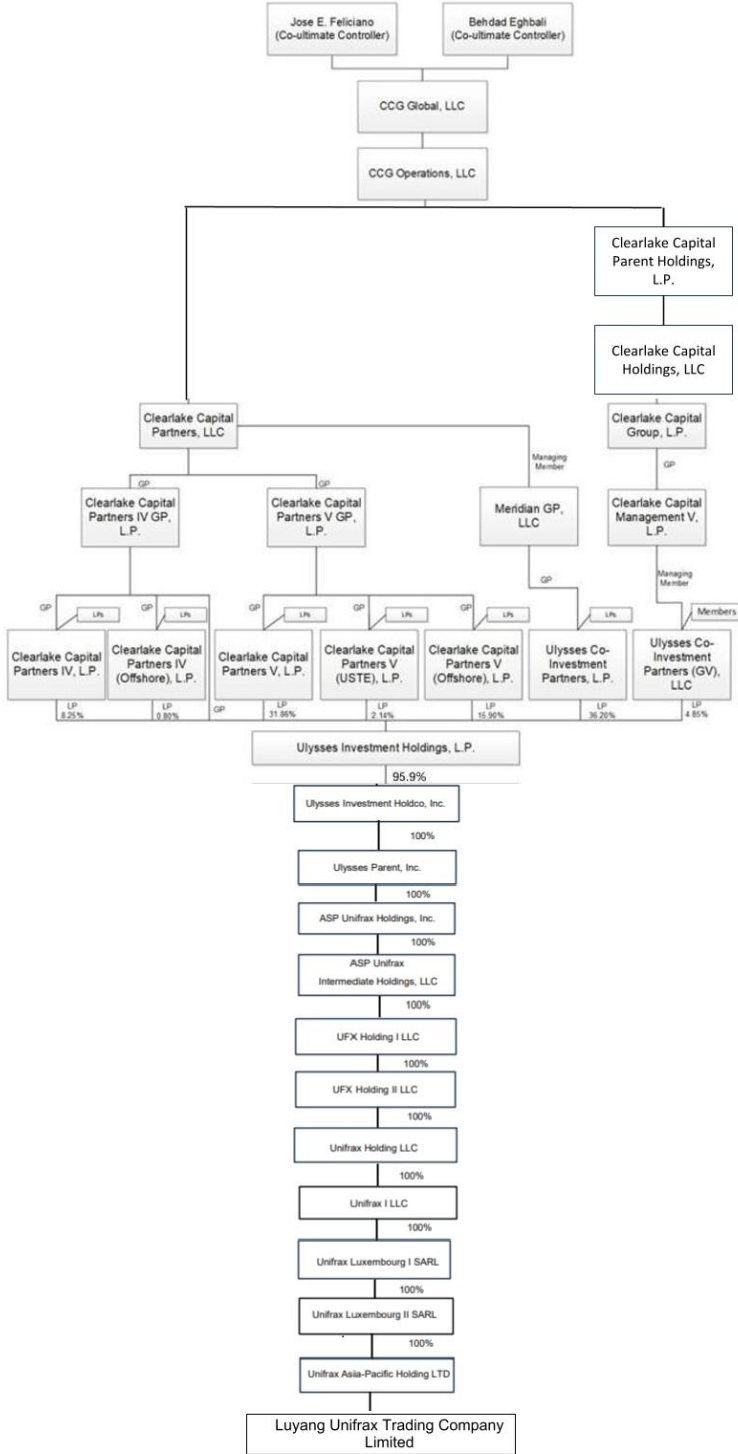 Jose E. Feliciano
(Co-ultimate Controller)
Behdad Eghbali
(Co-ultimate Controller)
CCG Global, LLC
CCG Operations, LLC
Clearlake Capital
Parent Holdings,
L.P.
Clearlake Capital
Holdings, LLC
Clearlake Capital
Partners, LLC
Clearlake Capital
Group, L.P.
Managing
Member
GP
GP
GP
Clearlake Capital
Partners IV GP,
L.P.
Clearlake Capital
Partners V GP,
L.P.
Meridian GP,
LLC
Clearlake Capital
Management V,
L.P.
GP
Managing
Member
GP
LPs
GP
LPs
GP
LPs
GP
LPs
GP
LPs
LPs
Members
Clearlake Capital
Partners IV, L.P.
Clearlake Capital
Partners IV
(Offshore), L.P.
Clearlake Capital
Partners V, L.P.
Clearlake Capital
Partners V
(USTE), L.P.
Clearlake Capital
Partners V
(Offshore), L.P.
Ulysses Co-
Investment
Partners, L.P.
Ulysses Co-
Investment
Partners (GV),
LLC
LP
8.25%
LP
0.80%
GP
LP
31.86%
LP
2.14%
LP
15.90%
LP
36.20%
LP
4.85%
Ulysses Investment Holdings, L.P.
95.9%
Ulysses Investment Holdco, Inc.
100%
Ulysses Parent, Inc.
100%
ASP Unifrax Holdings, Inc.
100%
ASP Unifrax
Intermediate Holdings, LLC
100%
UFX Holding I LLC
100%
UFX Holding II LLC
100%
Unifrax Holding LLC
100%
Unifrax I LLC
100%
Unifrax Luxembourg I SARL
100%
Unifrax Luxembourg II SARL
100%
Unifrax Asia-Pacific Holding LTD
Luyang Unifrax Trading Company
Limited